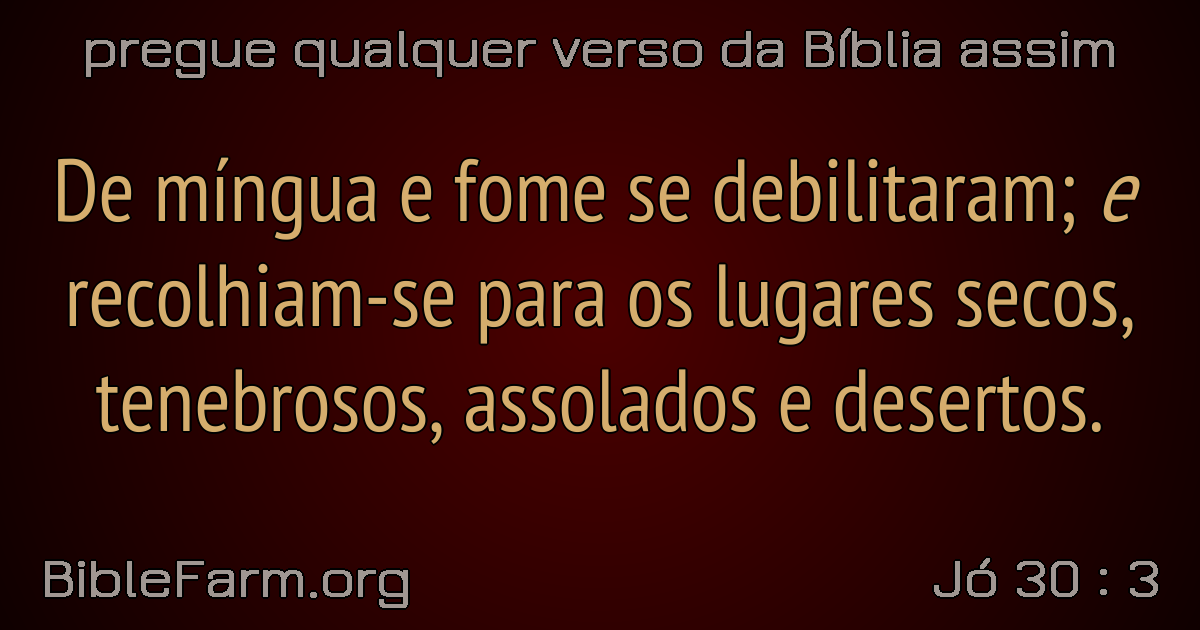 pregue qualquer verso da Bíblia assim
De míngua e fome se debilitaram; e
recolhiam-se para os lugares secos,
tenebrosos, assolados e desertos.
BibleFarm.org
Jó 30 : 3